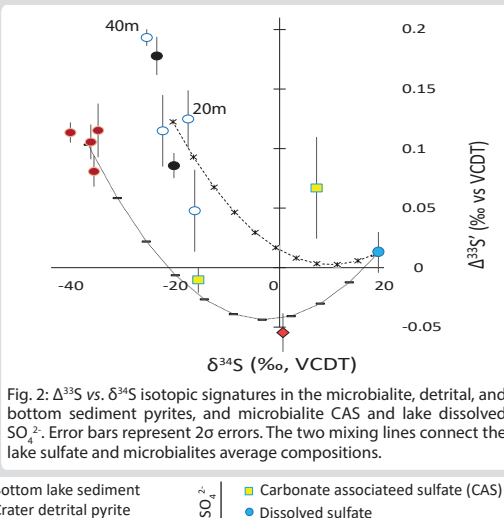 40m
20m
0.2
0.15
0.1
0.05
0
-0.05
-40
-20
0
20
Δ³³S′ (‰ vs VCDT)
δ³⁴S (‰, VCDT)
Fig. 2: Δ³³S vs. δ³⁴S isotopic signatures in the microbialite, detrital, and
bottom sediment pyrites, and microbialite CAS and lake dissolved
SO₄²⁻. Error bars represent 2σ errors. The two mixing lines connect the
lake sulfate and microbialites average compositions.
Bottom lake sediment
Crater detrital pyrite
SO₄²⁻
Carbonate associateed sulfate (CAS)
Dissolved sulfate